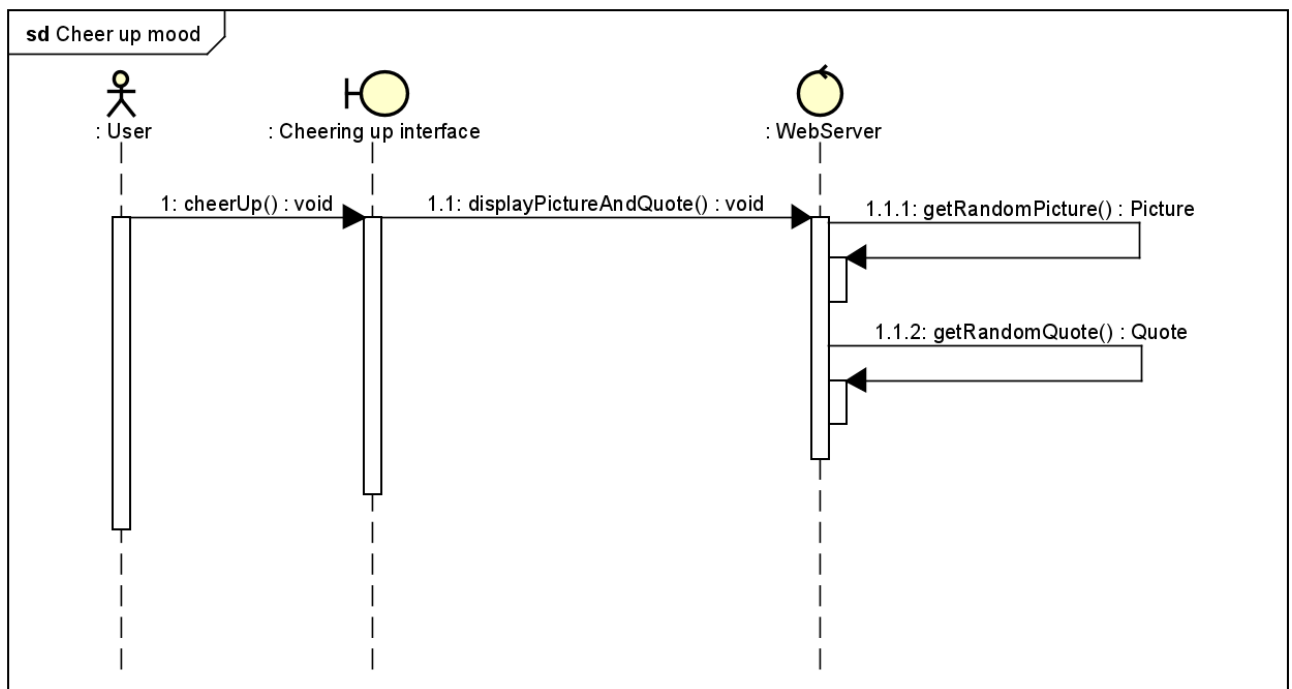 sd Cheer up mood
: User
: Cheering up interface
: WebServer
1: cheerUp() : void
1.1: displayPictureAndQuote() : void
1.1.1: getRandomPicture() : Picture
1.1.2: getRandomQuote() : Quote